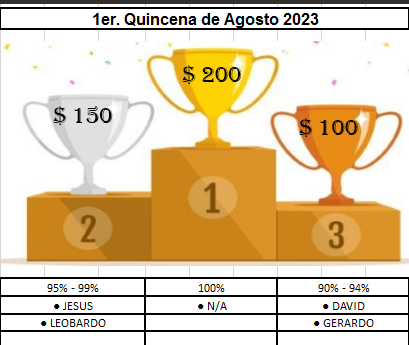 1er. Quincena de Agosto 2023
$ 200
$ 150
$ 100
1
2
3
95% - 99% 100% 90% - 94%
● JESUS ● N/A ● DAVID
● LEOBARDO ● GERARDO